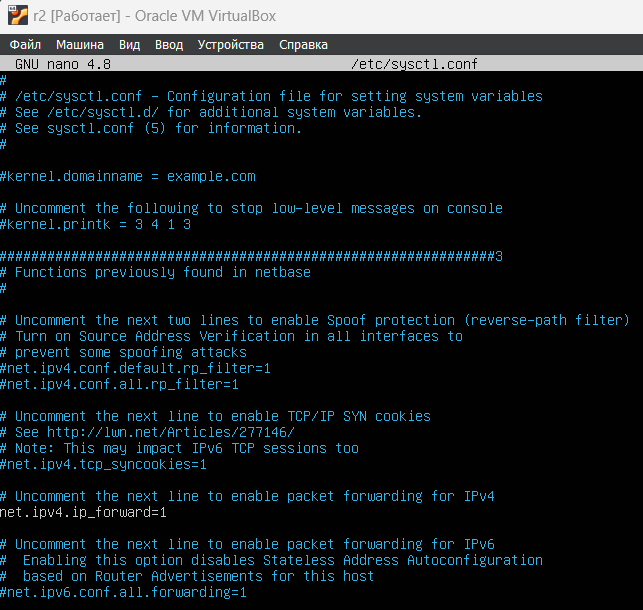 r2 [Работает] - Oracle VM VirtualBox
Файл Машина Вид Ввод Устройства Справка
GNU nano 4.8 /etc/sysctl.conf
#
# /etc/sysctl.conf - Configuration file for setting system variables
# See /etc/sysctl.d/ for additional system variables.
# See sysctl.conf (5) for information.
#
#kernel.domainname = example.com
# Uncomment the following to stop low-level messages on console
#kernel.printk = 3 4 1 3
##############################################################3
# Functions previously found in netbase
#
# Uncomment the next two lines to enable Spoof protection (reverse-path filter)
# Turn on Source Address Verification in all interfaces to
# prevent some spoofing attacks
#net.ipv4.conf.default.rp_filter=1
#net.ipv4.conf.all.rp_filter=1
# Uncomment the next line to enable TCP/IP SYN cookies
# See http://lwn.net/Articles/277146/
# Note: This may impact IPv6 TCP sessions too
#net.ipv4.tcp_syncookies=1
# Uncomment the next line to enable packet forwarding for IPv4
net.ipv4.ip_forward=1
# Uncomment the next line to enable packet forwarding for IPv6
#  Enabling this option disables Stateless Address Autoconfiguration
#  based on Router Advertisements for this host
#net.ipv6.conf.all.forwarding=1